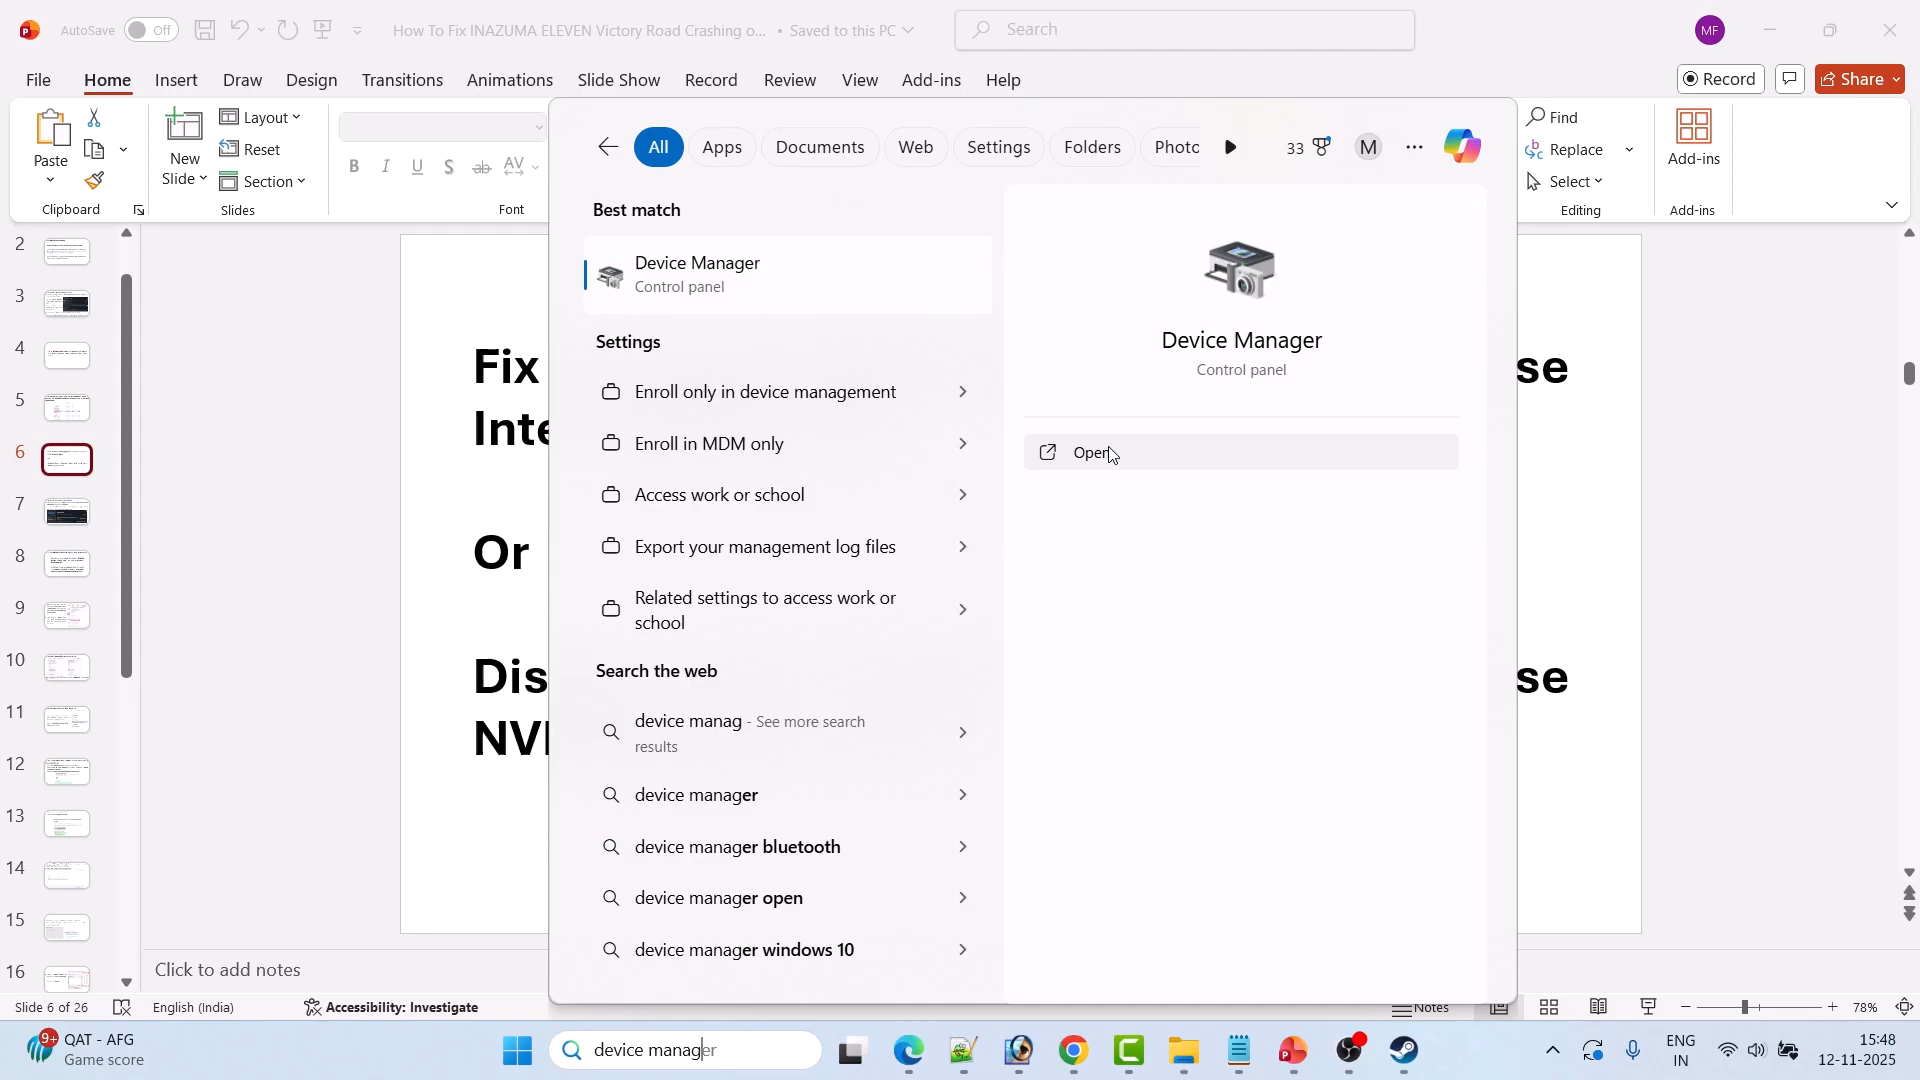 AutoSave
Off
How To Fix INAZUMA ELEVEN Victory Road Crashing o... • Saved to this PC
Search
MF
File
Home
Insert
Draw
Design
Transitions
Animations
Slide Show
Record
Review
View
Add-ins
Help
Record
Share
Paste
Clipboard
New
Slide
Layout
Reset
Section
Slides
B I U S ab AV
Font
Find
Replace
Select
Editing
Add-ins
Add-ins
All
Apps
Documents
Web
Settings
Folders
Photo
33
M
Best match
Device Manager
Control panel
Settings
Enroll only in device management
Enroll in MDM only
Access work or school
Export your management log files
Related settings to access work or
school
Search the web
device manag - See more search
results
device manager
device manager bluetooth
device manager open
device manager windows 10
Device Manager
Control panel
Open
2
3
4
5
6
7
8
9
10
11
12
13
14
15
16
Fix
se
Inte
Or
Dis
se
NVI
Click to add notes
Slide 6 of 26
English (India)
Accessibility: Investigate
Notes
78%
9+
QAT - AFG
Game score
device manager
ENG
IN
15:48
12-11-2025